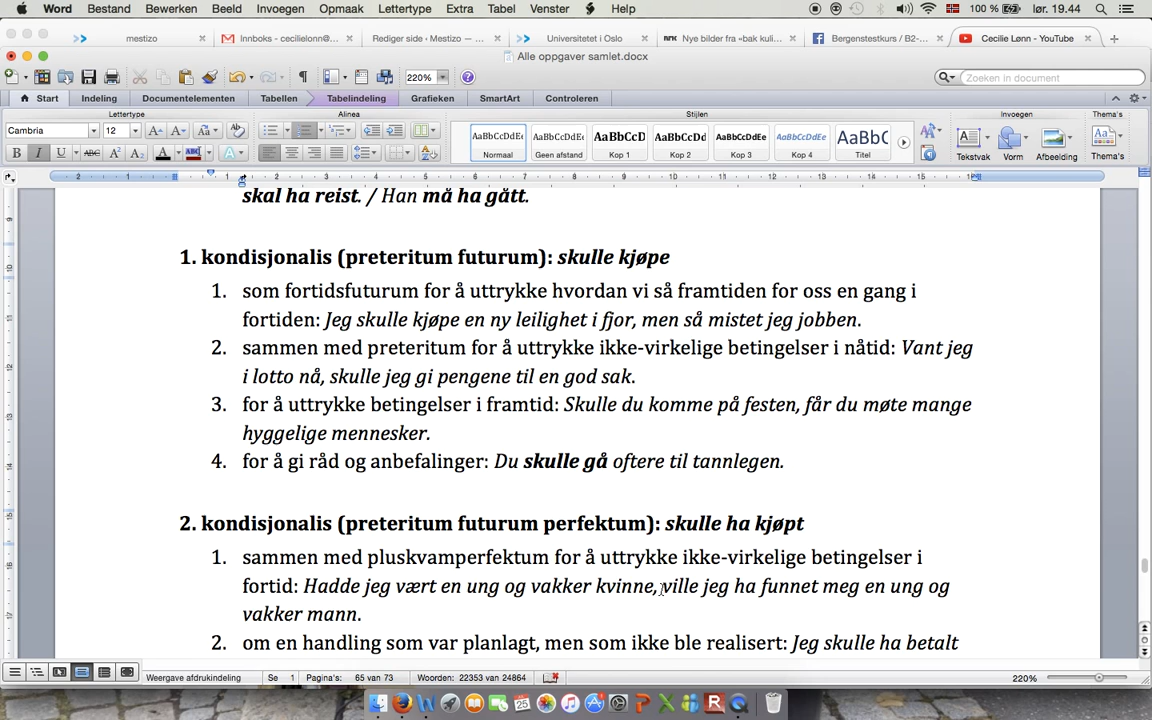 Word Bestand Bewerken Beeld Invoegen Opmaak Lettertype Extra Tabel Venster Help 100 % lør. 19.44
mestizo Innboks - cecilielonn@... Rediger side ‹ Mestizo — m... Universitetet i Oslo Nye bilder fra «bak kuli... Bergenstestkurs / B2-... Cecilie Lønn - YouTube
Alle oppgaver samlet.docx
220% Zoeken in document
Start Indeling Documentelementen Tabellen Tabelindeling Grafieken SmartArt Controleren
Lettertype Alinea Stijlen Invoegen Thema's
Cambria 12
AaBbCcDdEe AaBbCcDdEe AaBbCcD AaBbCcDd AaBbCcDdEe AaBbCcDdEe AaBbC
Normaal Geen afstand Kop 1 Kop 2 Kop 3 Kop 4 Titel Tekstvak Vorm Afbeelding Thema's
skal ha reist. / Han må ha gått.
1. kondisjonalis (preteritum futurum): skulle kjøpe
1. som fortidsfuturum for å uttrykke hvordan vi så framtiden for oss en gang i
fortiden: Jeg skulle kjøpe en ny leilighet i fjor, men så mistet jeg jobben.
2. sammen med preteritum for å uttrykke ikke-virkelige betingelser i nåtid: Vant jeg
i lotto nå, skulle jeg gi pengene til en god sak.
3. for å uttrykke betingelser i framtid: Skulle du komme på festen, får du møte mange
hyggelige mennesker.
4. for å gi råd og anbefalinger: Du skulle gå oftere til tannlegen.
2. kondisjonalis (preteritum futurum perfektum): skulle ha kjøpt
1. sammen med pluskvamperfektum for å uttrykke ikke-virkelige betingelser i
fortid: Hadde jeg vært en ung og vakker kvinne, ville jeg ha funnet meg en ung og
vakker mann.
2. om en handling som var planlagt, men som ikke ble realisert: Jeg skulle ha betalt
Weergave afdrukindeling Se 1 Pagina's: 65 van 73 Woorden: 22353 van 24864 220%